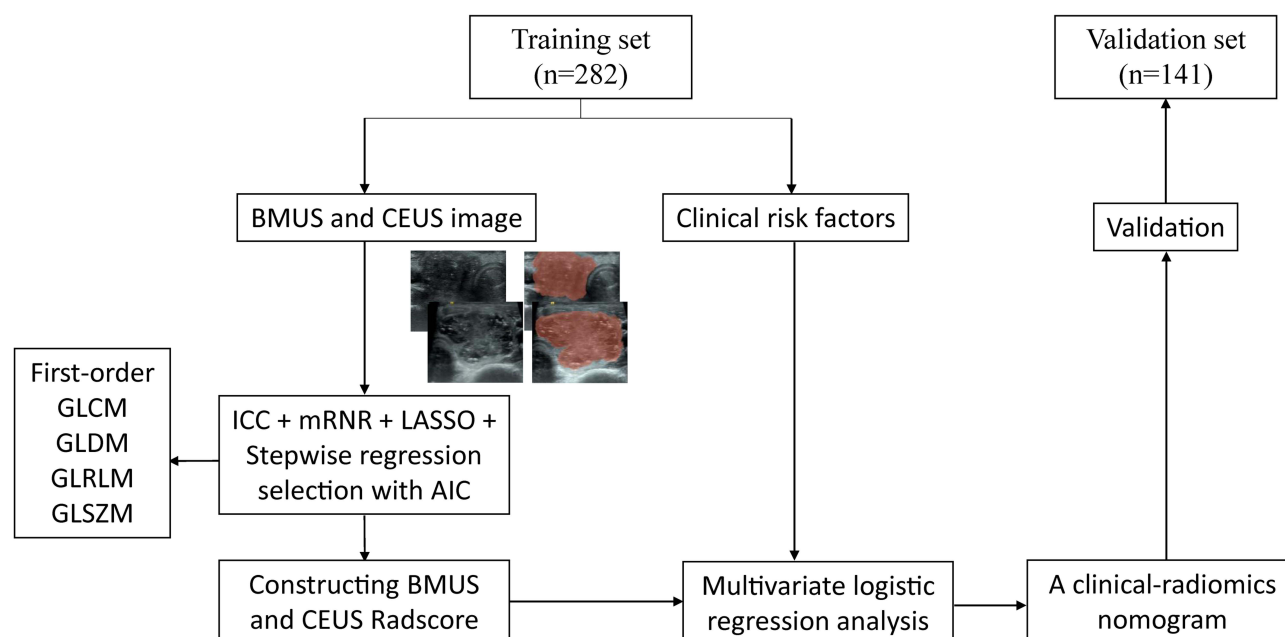 Training set
(n=282)
Validation set
(n=141)
BMUS and CEUS image
Clinical risk factors
Validation
First-order
GLCM
GLDM
GLRLM
GLSZM
ICC + mRNR + LASSO +
Stepwise regression
selection with AIC
Constructing BMUS
and CEUS Radscore
Multivariate logistic
regression analysis
A clinical-radiomics
nomogram